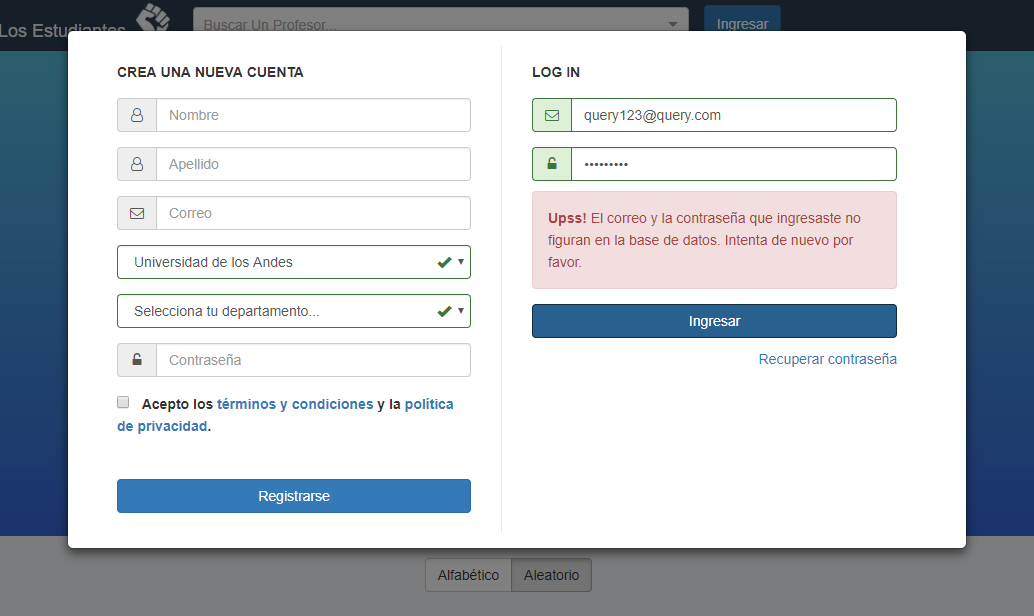 Los Estudiantes
Buscar Un Profesor...
Ingresar
CREA UNA NUEVA CUENTA
Nombre
Apellido
Correo
Universidad de los Andes
Selecciona tu departamento...
Contraseña
Acepto los términos y condiciones y la política
de privacidad.
Registrarse
LOG IN
query123@query.com
•••••••••
Upss! El correo y la contraseña que ingresaste no
figuran en la base de datos. Intenta de nuevo por
favor.
Ingresar
Recuperar contraseña
Alfabético
Aleatorio